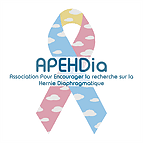 APEHDia
Association Pour Encourager la recherche sur la
Hernie Diaphragmatique